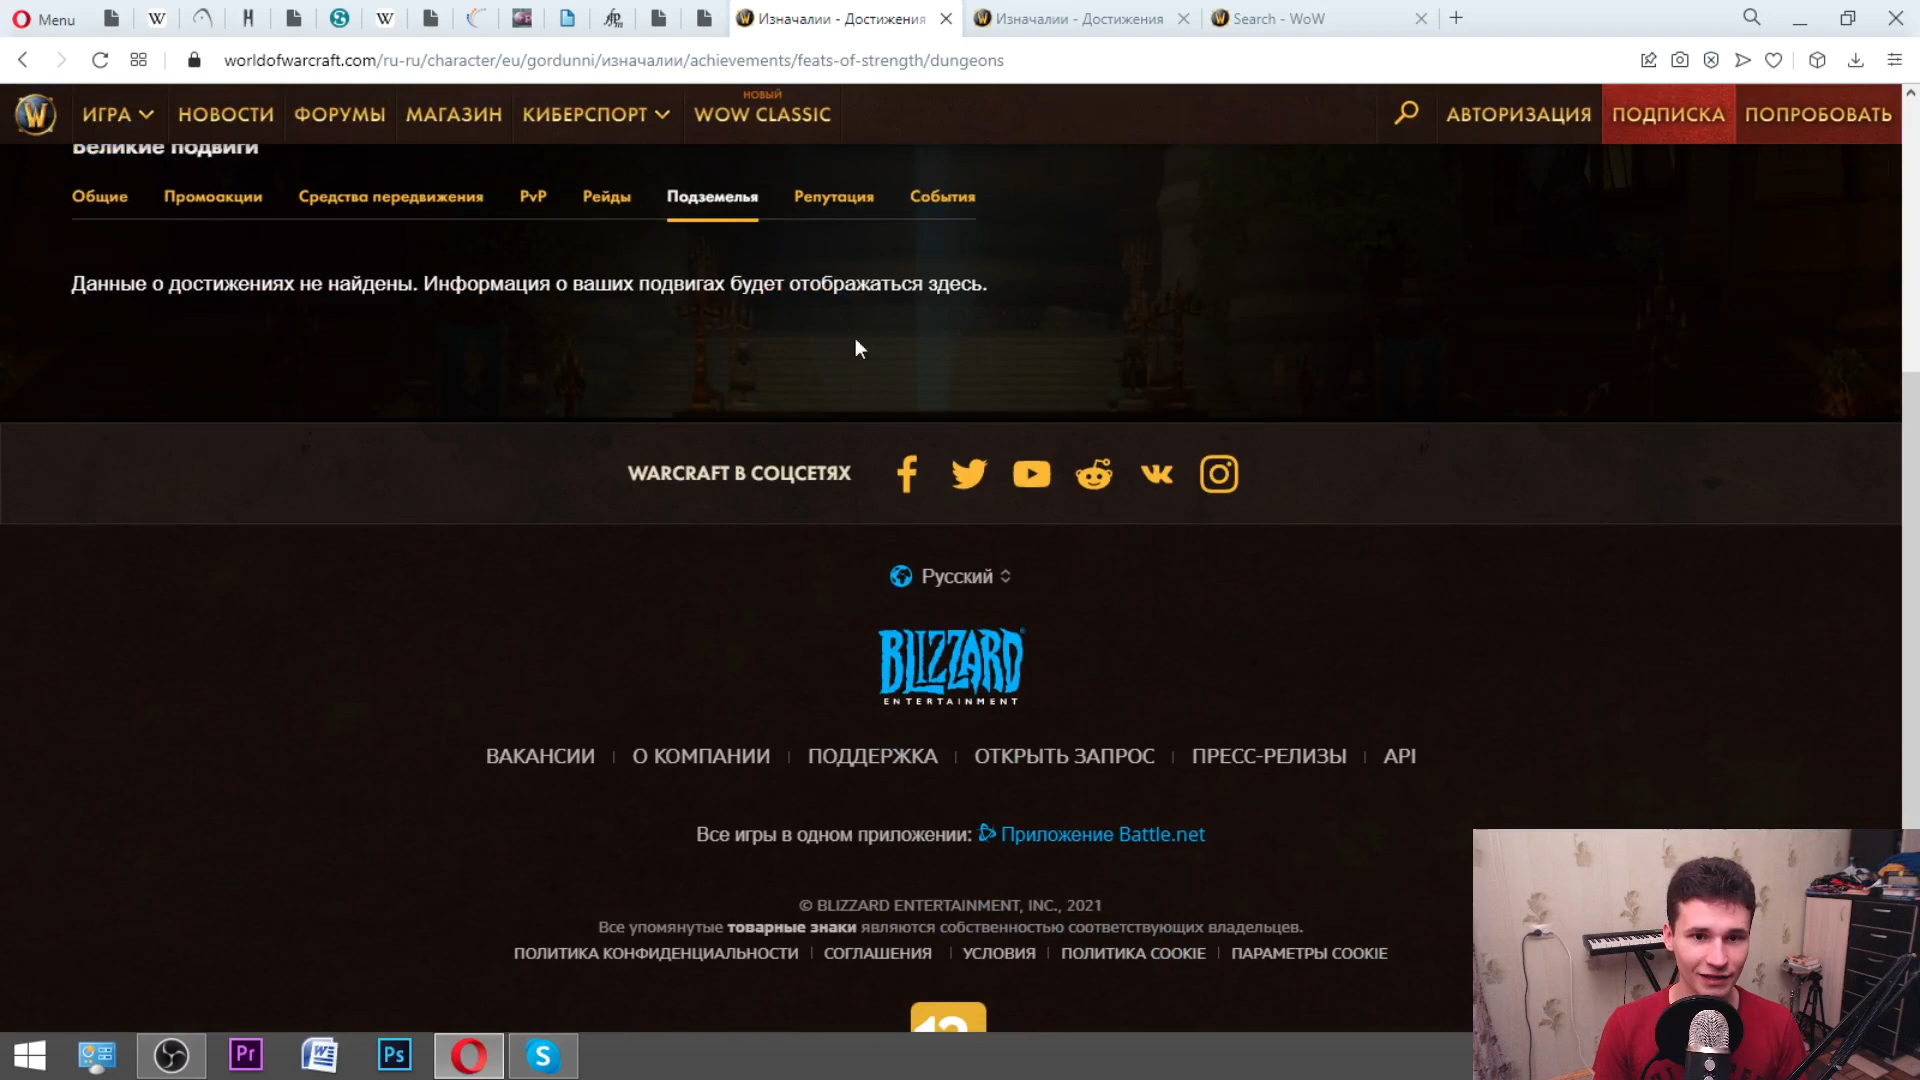 Menu
Изначалии - Достижения
Изначалии - Достижения
Search - WoW
worldofwarcraft.com/ru-ru/character/eu/gordunni/изначалии/achievements/feats-of-strength/dungeons
ИГРА
НОВОСТИ
ФОРУМЫ
МАГАЗИН
КИБЕРСПОРТ
НОВЫЙ
WOW CLASSIC
АВТОРИЗАЦИЯ
ПОДПИСКА
ПОПРОБОВАТЬ
Великие подвиги
Общие Промоакции Средства передвижения PvP Рейды Подземелья Репутация События
Данные о достижениях не найдены. Информация о ваших подвигах будет отображаться здесь.
WARCRAFT В СОЦСЕТЯХ
Русский
BLIZZARD
ENTERTAINMENT
ВАКАНСИИ | О КОМПАНИИ | ПОДДЕРЖКА | ОТКРЫТЬ ЗАПРОС | ПРЕСС-РЕЛИЗЫ | API
Все игры в одном приложении: Приложение Battle.net
© BLIZZARD ENTERTAINMENT, INC., 2021
Все упомянутые товарные знаки являются собственностью соответствующих владельцев.
ПОЛИТИКА КОНФИДЕНЦИАЛЬНОСТИ | СОГЛАШЕНИЯ | УСЛОВИЯ | ПОЛИТИКА COOKIE | ПАРАМЕТРЫ COOKIE
12
Pr
Ps